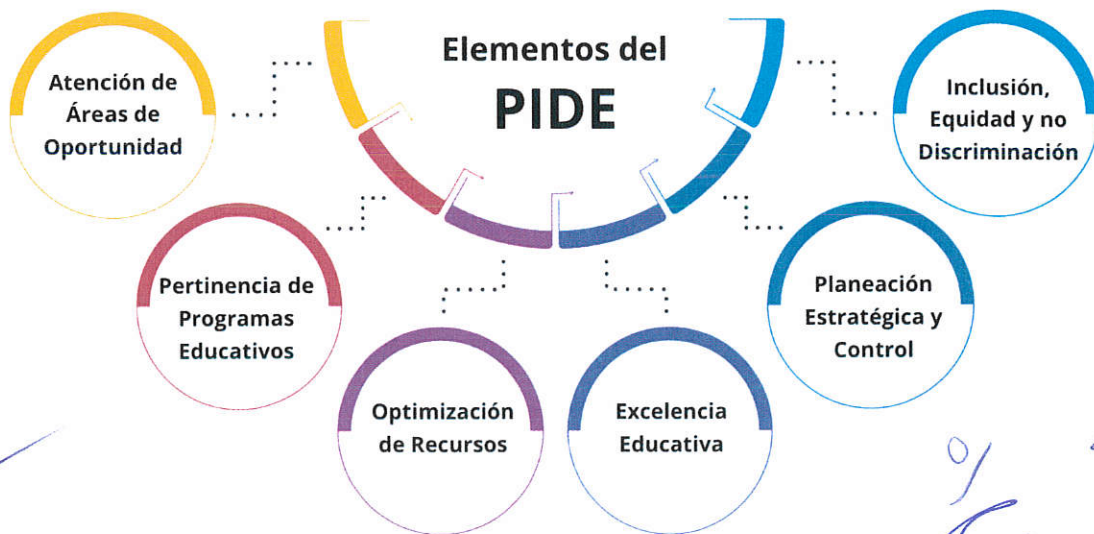 Elementos del
PIDE
Atención de
Áreas de
Oportunidad
Inclusión,
Equidad y no
Discriminación
Pertinencia de
Programas
Educativos
Planeación
Estratégica y
Control
Optimización
de Recursos
Excelencia
Educativa